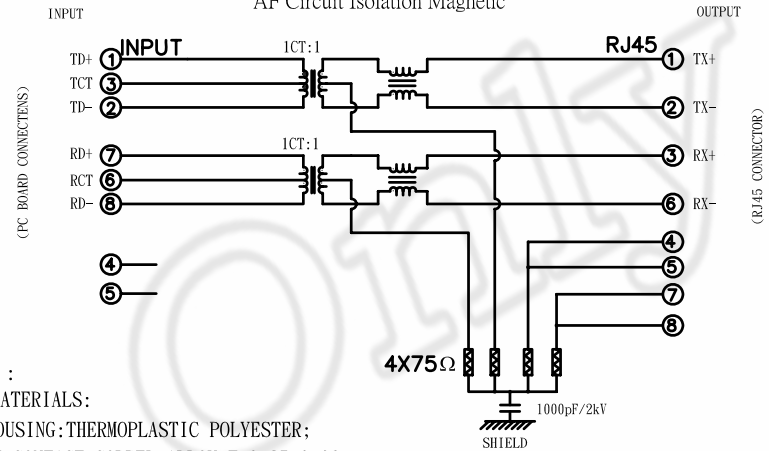 AF Circuit Isolation Magnetic
INPUT
OUTPUT
INPUT
1CT:1
RJ45
TD+ 1
1 TX+
TCT 3
TD- 2
2 TX-
1CT:1
RD+ 7
3 RX+
RCT 6
RD- 8
6 RX-
(PC BOARD CONNECTENS)
(RJ45 CONNECTOR)
4
4
5
5
7
8
4X75Ω
1000pF/2kV
SHIELD
:
ATERIALS:
OUSING:THERMOPLASTIC POLYESTER;
Only